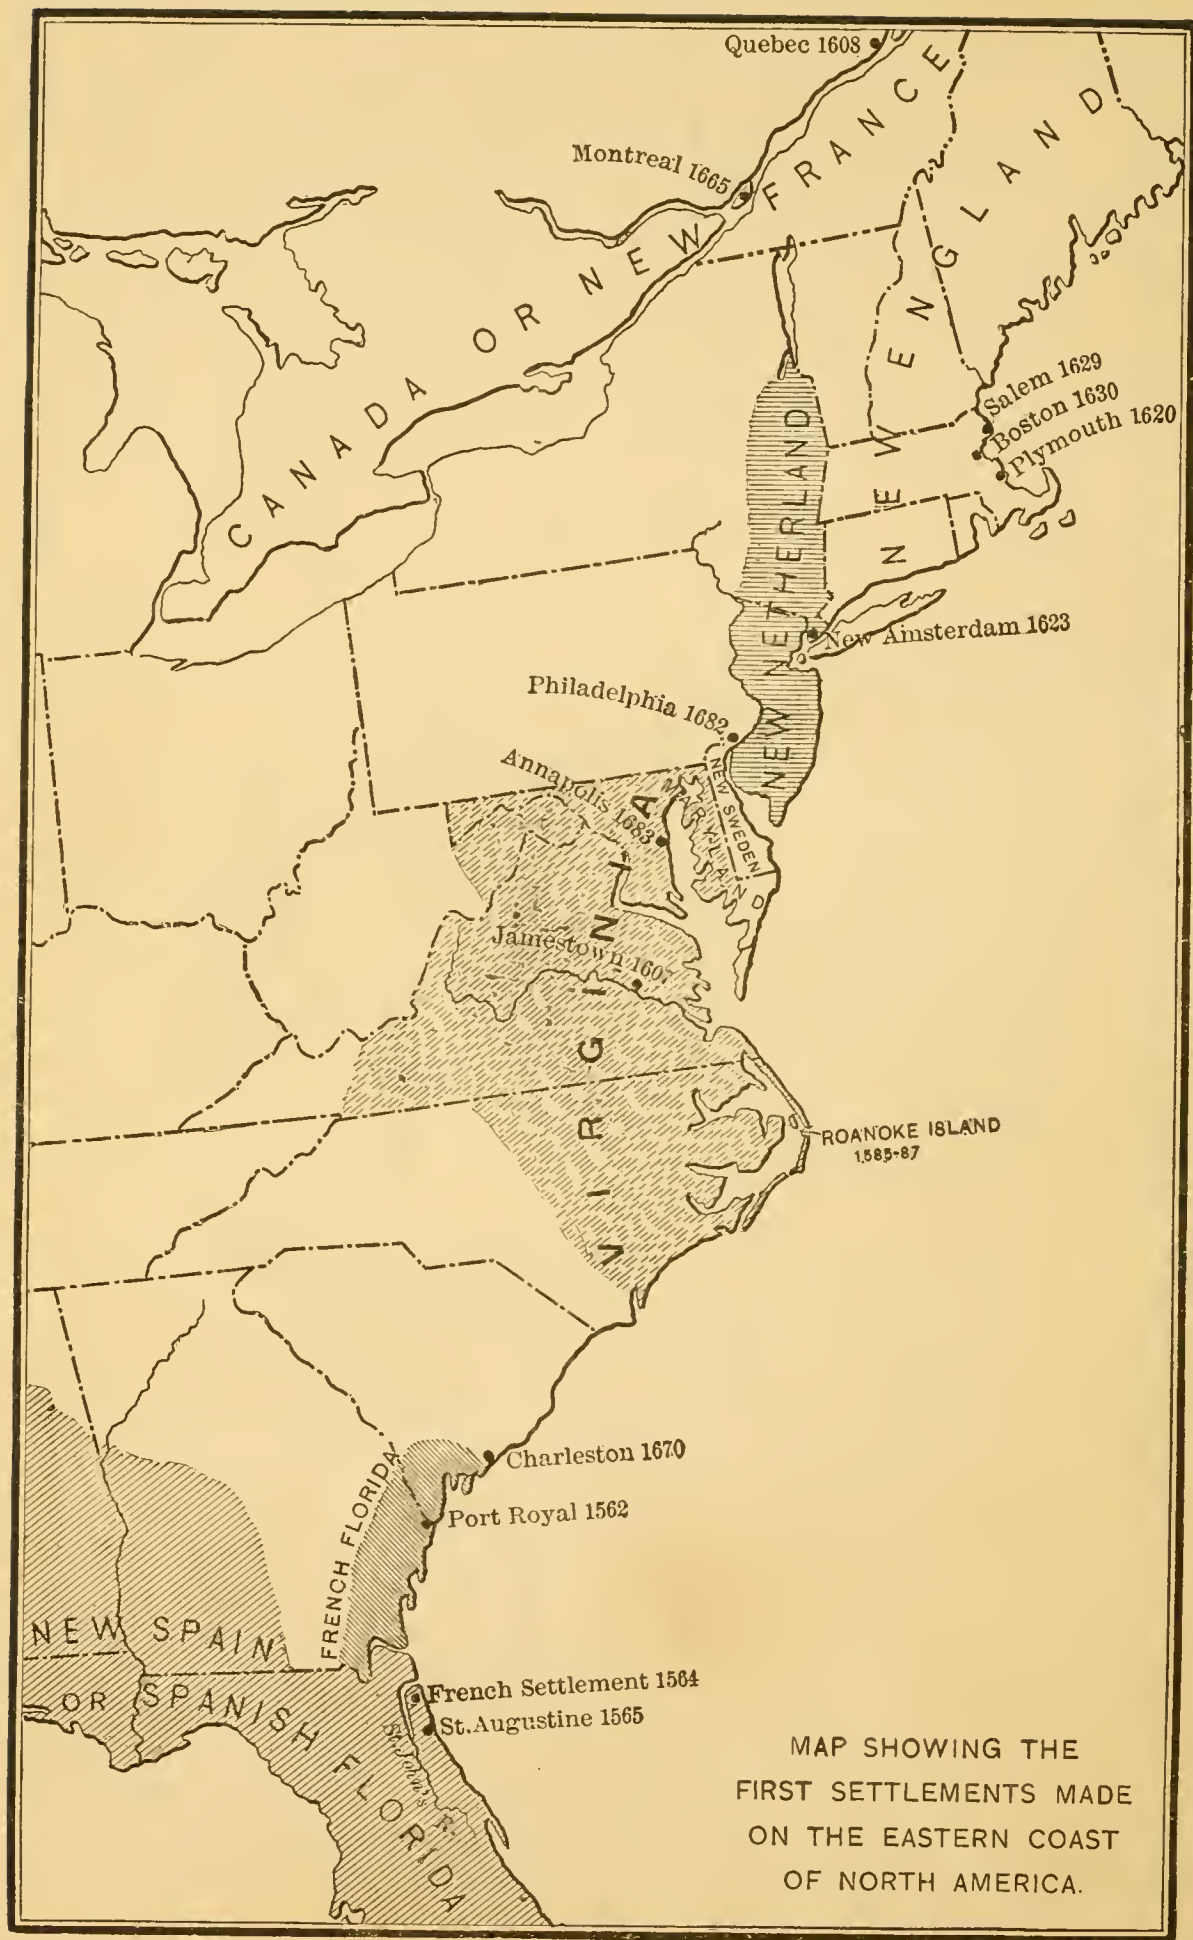 Quebec 1608
CANADA OR NEW FRANCE
Montreal 1665
NEW ENGLAND
Salem 1629
Boston 1630
Plymouth 1620
NEW NETHERLAND
New Amsterdam 1623
Philadelphia 1682
Annapolis 1683
MARYLAND
NEW SWEDEN
VIRGINIA
Jamestown 1607
ROANOKE ISLAND
1585-87
Charleston 1670
FRENCH FLORIDA
Port Royal 1562
NEW SPAIN
OR SPANISH FLORIDA
French Settlement 1564
St. Augustine 1565
St. John's R.
MAP SHOWING THE
FIRST SETTLEMENTS MADE
ON THE EASTERN COAST
OF NORTH AMERICA.